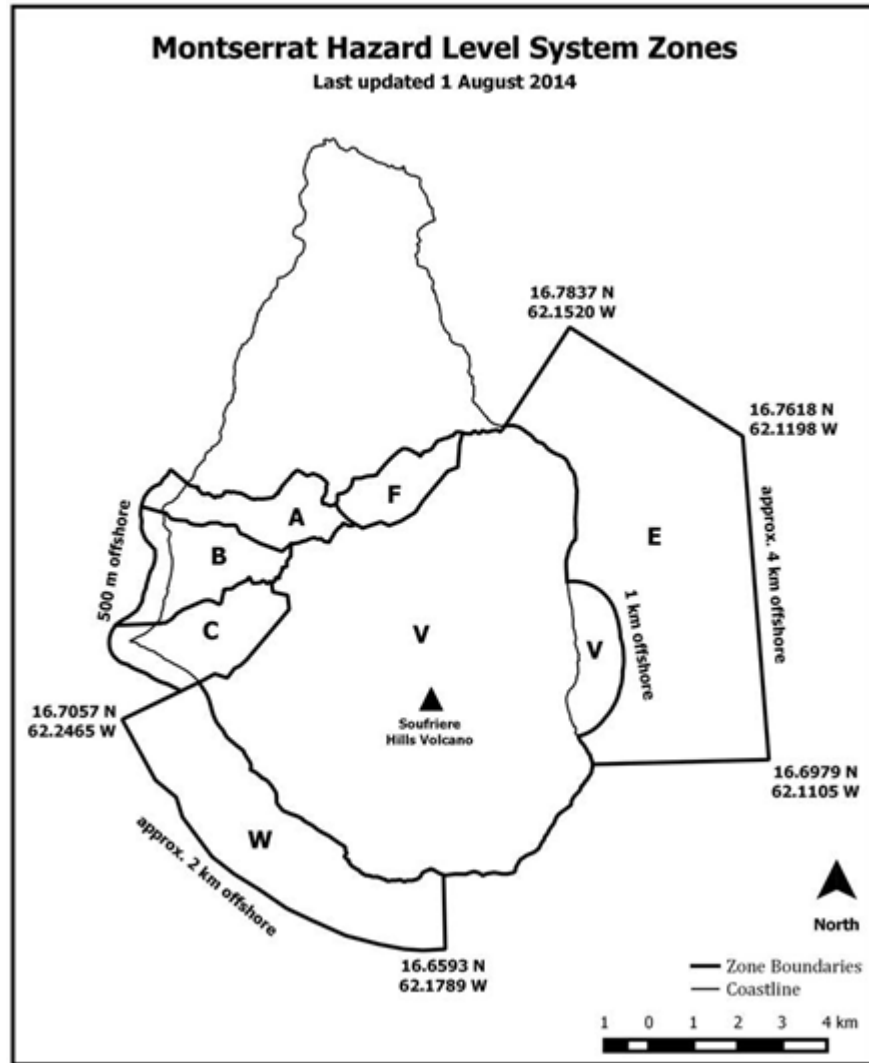 Montserrat Hazard Level System Zones
Last updated 1 August 2014
16.7837 N
62.1520 W
16.7618 N
62.1198 W
F
A
E
B
500 m offshore
approx. 4 km offshore
1 km offshore
C
V
V
16.7057 N
62.2465 W
Soufriere
Hills Volcano
16.6979 N
62.1105 W
W
approx. 2 km offshore
North
16.6593 N
62.1789 W
Zone Boundaries
Coastline
1 0 1 2 3 4 km